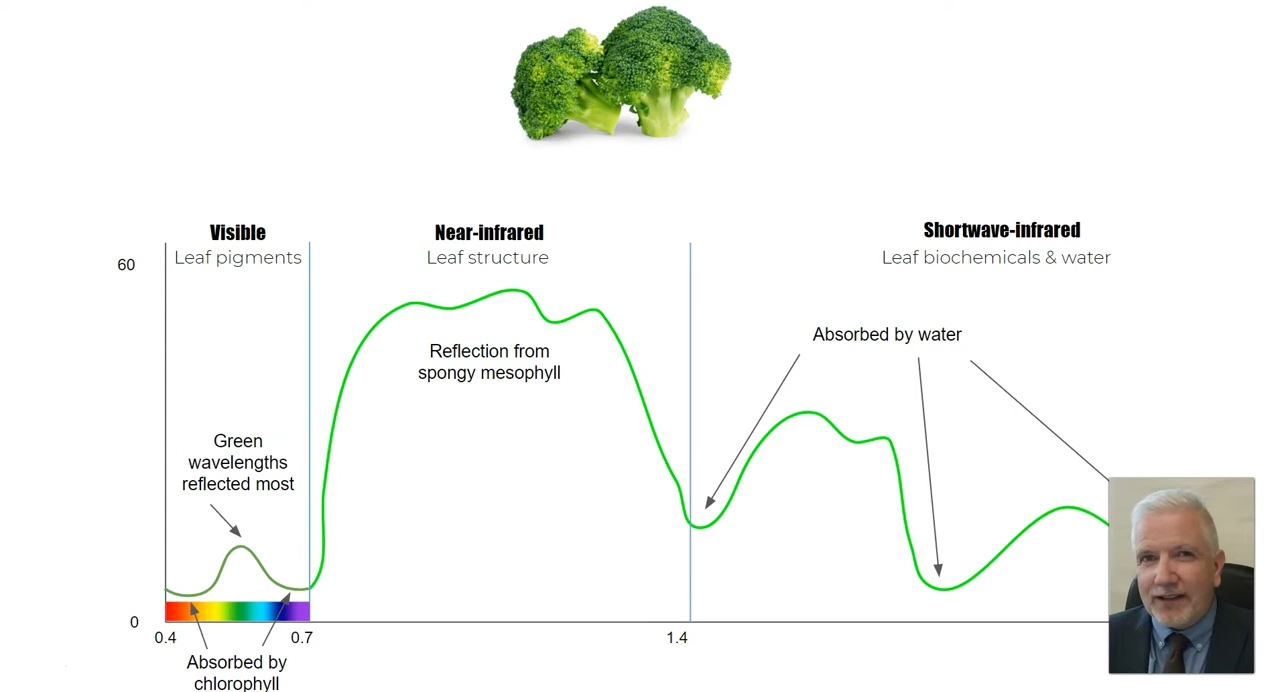 Visible
Leaf pigments
Near-infrared
Leaf structure
Shortwave-infrared
Leaf biochemicals & water
60
Absorbed by water
Reflection from
spongy mesophyll
Green
wavelengths
reflected most
0
0.4
0.7
1.4
Absorbed by
chlorophyll